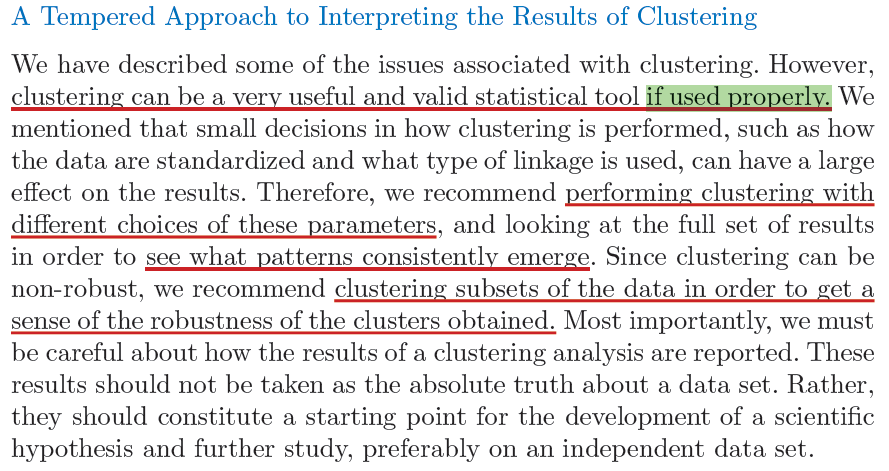 A Tempered Approach to Interpreting the Results of Clustering
We have described some of the issues associated with clustering. However,
clustering can be a very useful and valid statistical tool if used properly. We
mentioned that small decisions in how clustering is performed, such as how
the data are standardized and what type of linkage is used, can have a large
effect on the results. Therefore, we recommend performing clustering with
different choices of these parameters, and looking at the full set of results
in order to see what patterns consistently emerge. Since clustering can be
non-robust, we recommend clustering subsets of the data in order to get a
sense of the robustness of the clusters obtained. Most importantly, we must
be careful about how the results of a clustering analysis are reported. These
results should not be taken as the absolute truth about a data set. Rather,
they should constitute a starting point for the development of a scientific
hypothesis and further study, preferably on an independent data set.